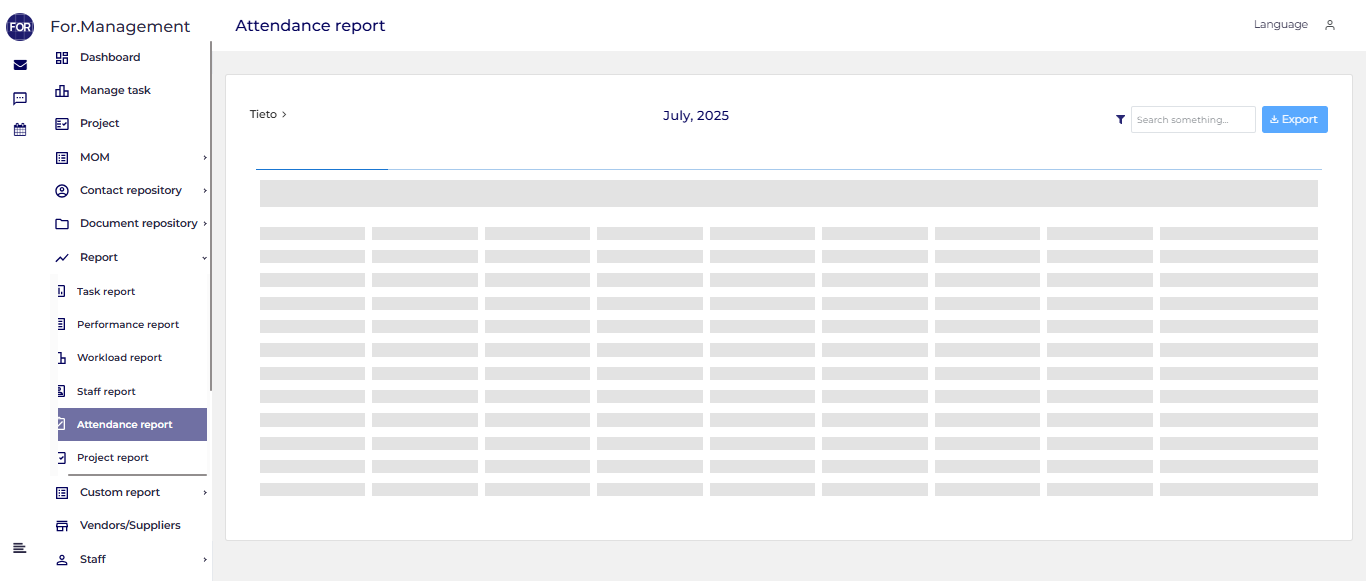 FOR
For.Management
Attendance report
Language
Dashboard
Manage task
Project
MOM
Contact repository
Document repository
Report
Task report
Performance report
Workload report
Staff report
Attendance report
Project report
Custom report
Vendors/Suppliers
Staff
Tieto >
July, 2025
Search something...
Export